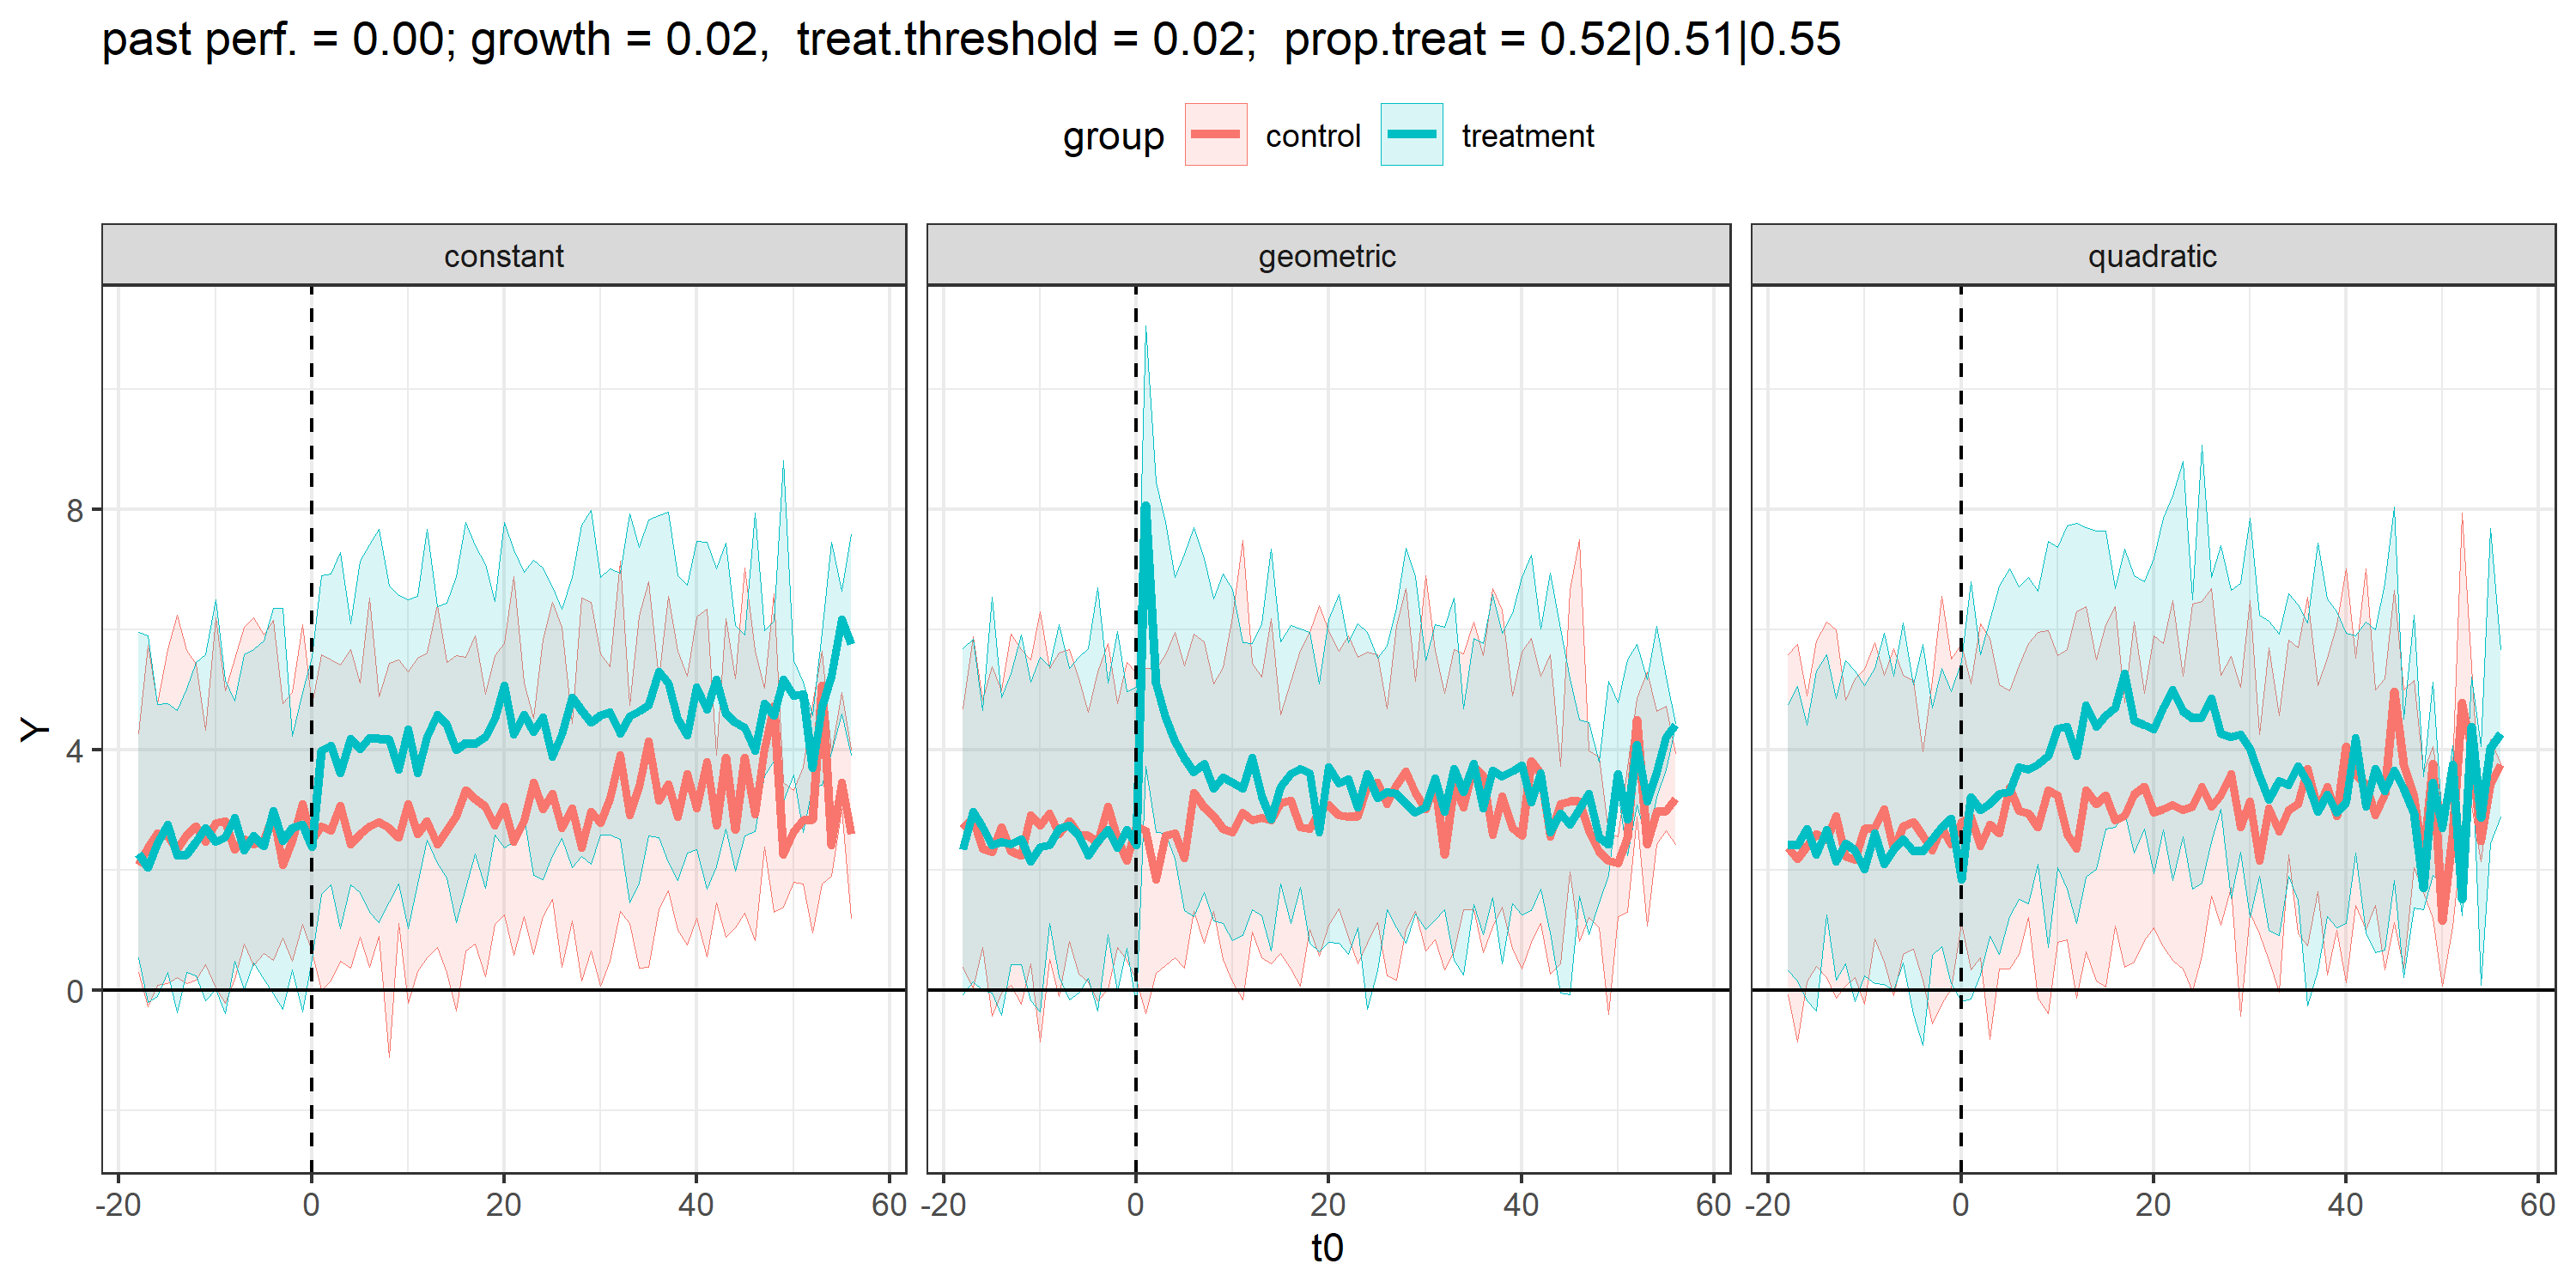 past perf. = 0.00; growth = 0.02,  treat.threshold = 0.02;  prop.treat = 0.52|0.51|0.55
group control treatment
constant geometric quadratic
Y
8
4
0
-20 0 20 40 60 -20 0 20 40 60 -20 0 20 40 60
t0